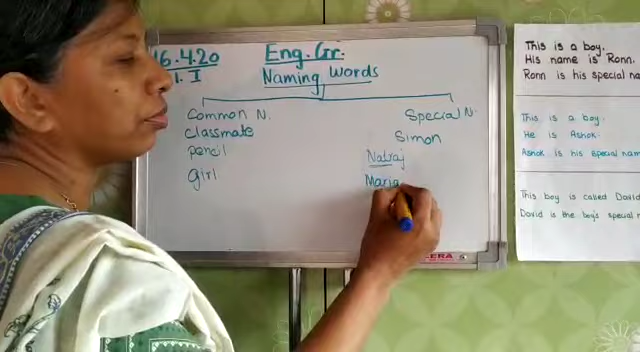 16.4.20 Eng. Gr.
1. I Naming Words
Common N. Special N.
classmate Simon
pencil Natraj
girl Maria
This is a boy.
His name is Ronn.
Ronn is his special
This is a boy.
He is Ashok.
Ashok is his special nam
This boy is called David
David is the boy's special